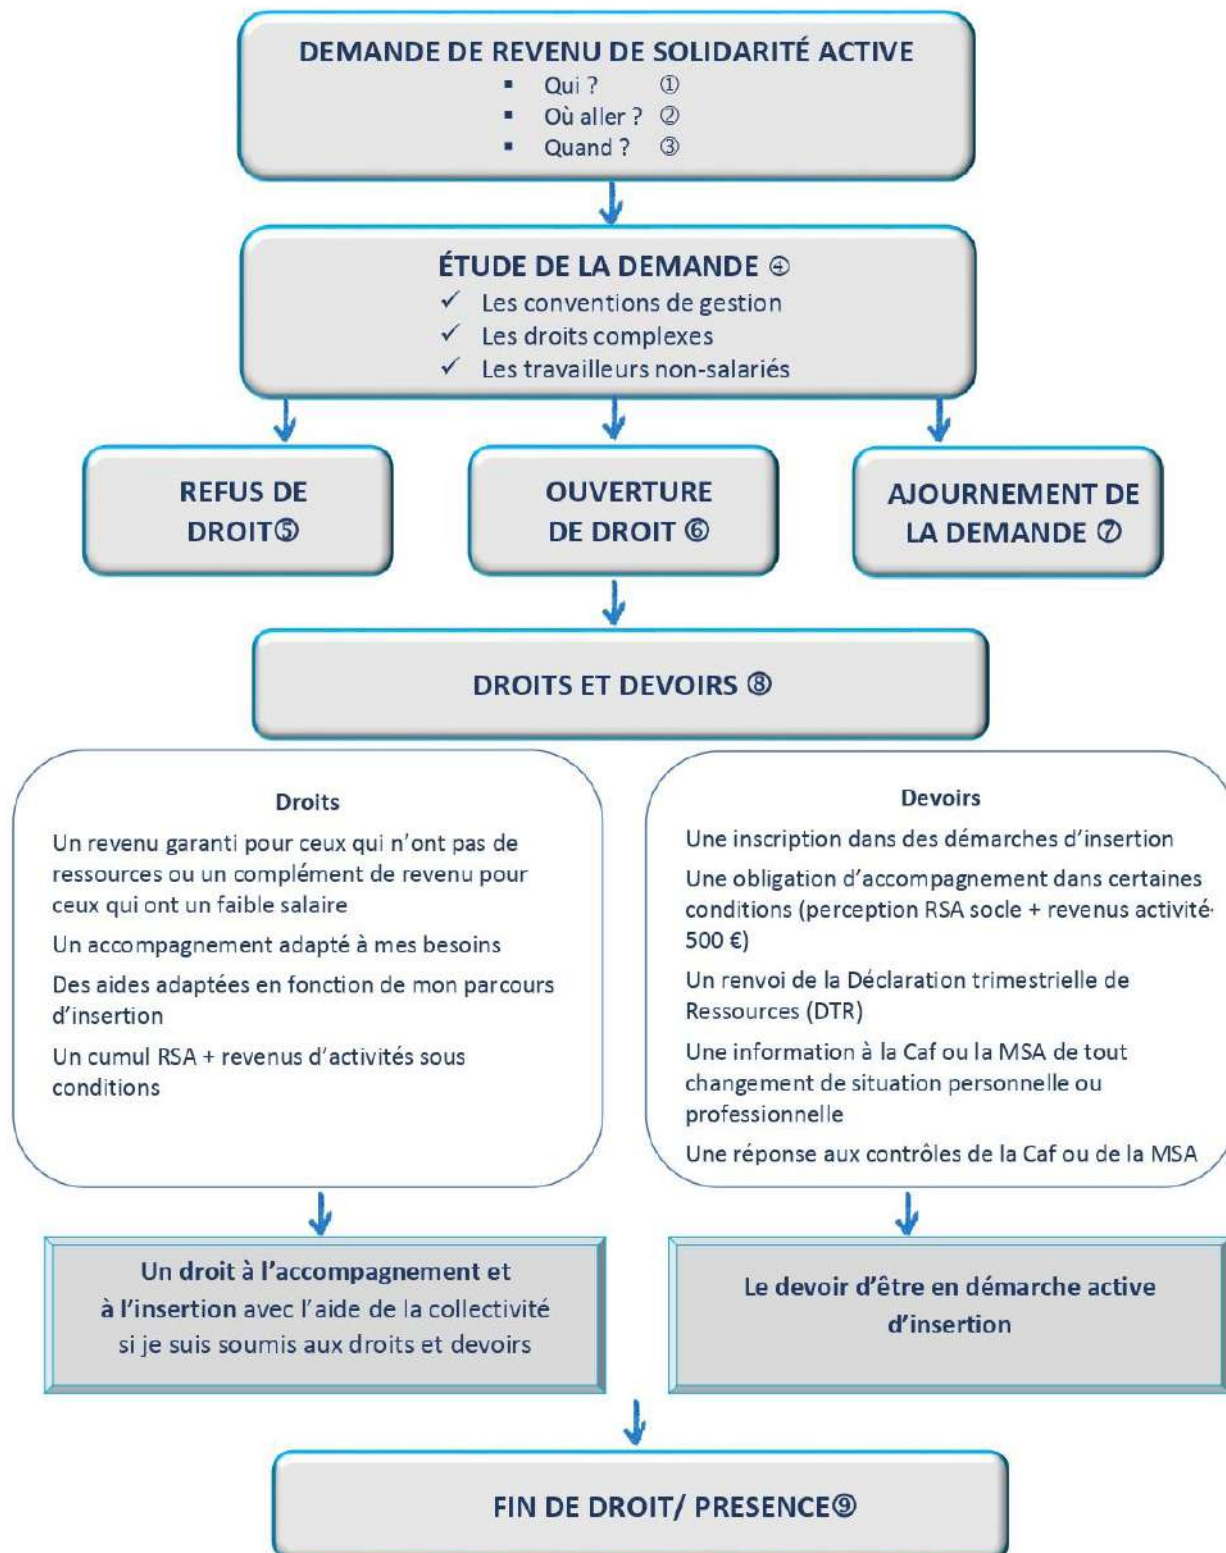 DEMANDE DE REVENU DE SOLIDARITÉ ACTIVE
▪ Qui ? ①
▪ Où aller ? ②
▪ Quand ? ③
ÉTUDE DE LA DEMANDE ④
✓ Les conventions de gestion
✓ Les droits complexes
✓ Les travailleurs non-salariés
REFUS DE
DROIT⑤
OUVERTURE
DE DROIT ⑥
AJOURNEMENT DE
LA DEMANDE ⑦
DROITS ET DEVOIRS ⑧
Droits
Un revenu garanti pour ceux qui n’ont pas de
ressources ou un complément de revenu pour
ceux qui ont un faible salaire
Un accompagnement adapté à mes besoins
Des aides adaptées en fonction de mon parcours
d’insertion
Un cumul RSA + revenus d’activités sous
conditions
Devoirs
Une inscription dans des démarches d’insertion
Une obligation d’accompagnement dans certaines
conditions (perception RSA socle + revenus activité-
500 €)
Un renvoi de la Déclaration trimestrielle de
Ressources (DTR)
Une information à la Caf ou la MSA de tout
changement de situation personnelle ou
professionnelle
Une réponse aux contrôles de la Caf ou de la MSA
Un droit à l’accompagnement et
à l’insertion avec l’aide de la collectivité
si je suis soumis aux droits et devoirs
Le devoir d’être en démarche active
d’insertion
FIN DE DROIT/ PRESENCE⑨